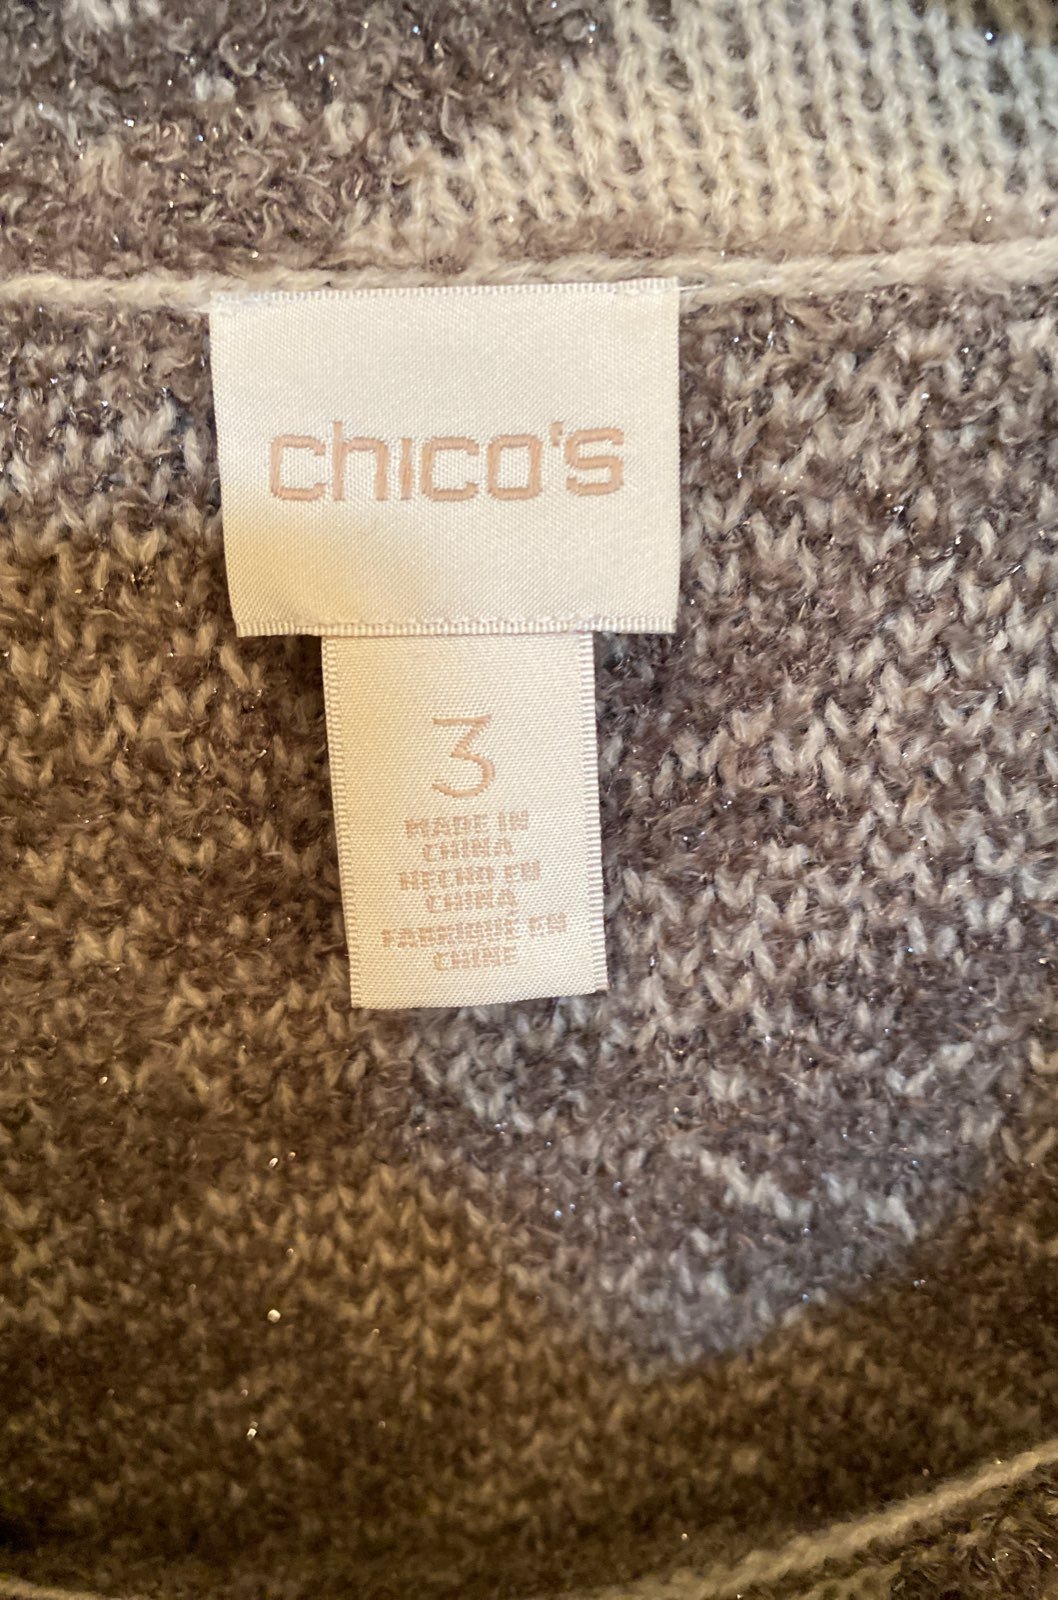 chico's
3
MADE IN
CHINA
HECHO EN
CHINA
FABRIQUÉ EN
CHINE